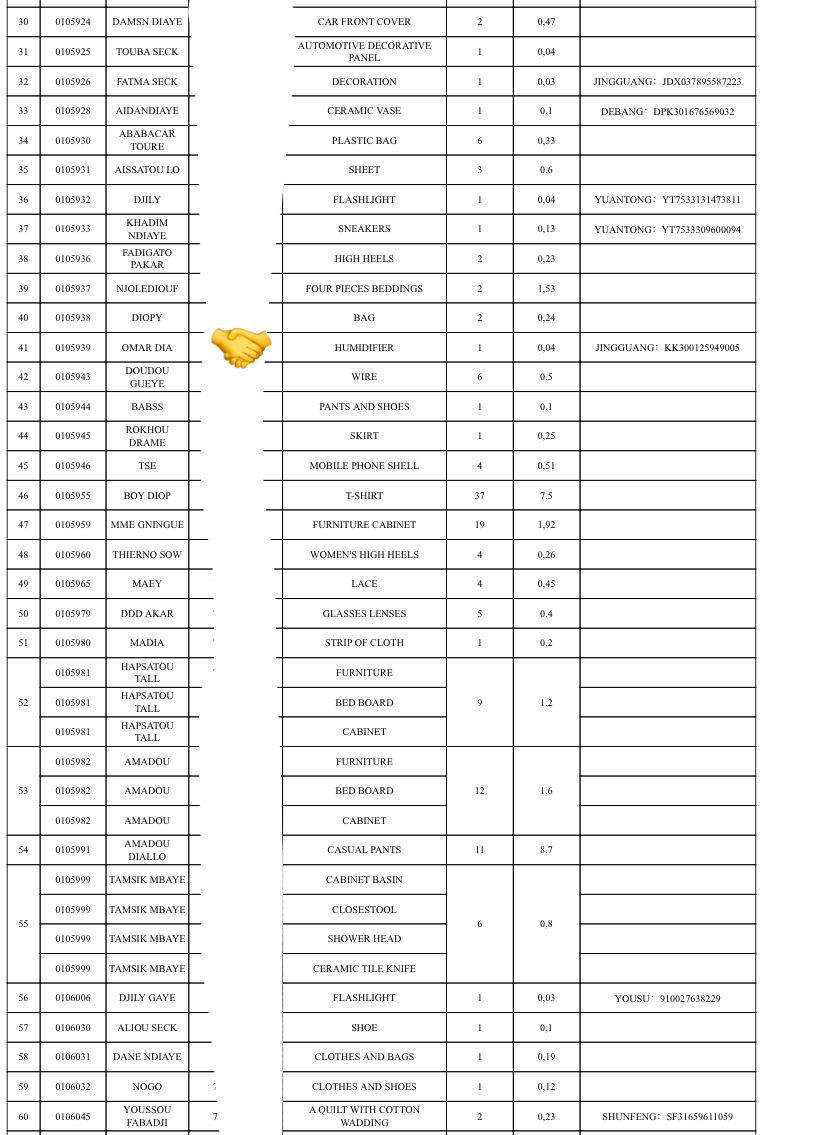 30 0105924 DAMSN DIAYE CAR FRONT COVER 2 0,47
31 0105925 TOUBA SECK AUTOMOTIVE DECORATIVE PANEL 1 0,04
32 0105926 FATMA SECK DECORATION 1 0,03 JINGGUANG：JDX037895587223
33 0105928 AIDANDIAYE CERAMIC VASE 1 0,1 DEBANG：DPK301676569032
34 0105930 ABABACAR TOURE PLASTIC BAG 6 0,33
35 0105931 AISSATOU LO SHEET 3 0,6
36 0105932 DJILY FLASHLIGHT 1 0,04 YUANTONG：YT7533131473811
37 0105933 KHADIM NDIAYE SNEAKERS 1 0,13 YUANTONG：YT7533309600094
38 0105936 FADIGATO PAKAR HIGH HEELS 2 0,23
39 0105937 NJOLEDIOUF FOUR PIECES BEDDINGS 2 1,53
40 0105938 DIOPY BAG 2 0,24
41 0105939 OMAR DIA HUMIDIFIER 1 0,04 JINGGUANG：KK300125949005
42 0105943 DOUDOU GUEYE WIRE 6 0,5
43 0105944 BABSS PANTS AND SHOES 1 0,1
44 0105945 ROKHOU DRAME SKIRT 1 0,25
45 0105946 TSE MOBILE PHONE SHELL 4 0,51
46 0105955 BOY DIOP T-SHIRT 37 7,5
47 0105959 MME GNINGUE FURNITURE CABINET 19 1,92
48 0105960 THIERNO SOW WOMEN'S HIGH HEELS 4 0,26
49 0105965 MAEY LACE 4 0,45
50 0105979 DDD AKAR GLASSES LENSES 5 0,4
51 0105980 MADIA STRIP OF CLOTH 1 0,2
52 0105981 HAPSATOU TALL FURNITURE 9 1,2
0105981 HAPSATOU TALL BED BOARD
0105981 HAPSATOU TALL CABINET
53 0105982 AMADOU FURNITURE 12 1,6
0105982 AMADOU BED BOARD
0105982 AMADOU CABINET
54 0105991 AMADOU DIALLO CASUAL PANTS 11 8,7
55 0105999 TAMSIK MBAYE CABINET BASIN 6 0,8
0105999 TAMSIK MBAYE CLOSESTOOL
0105999 TAMSIK MBAYE SHOWER HEAD
0105999 TAMSIK MBAYE CERAMIC TILE KNIFE
56 0106006 DJILY GAYE FLASHLIGHT 1 0,03 YOUSU：910027638229
57 0106030 ALIOU SECK SHOE 1 0,1
58 0106031 DANE NDIAYE CLOTHES AND BAGS 1 0,19
59 0106032 NOGO CLOTHES AND SHOES 1 0,12
60 0106045 YOUSSOU FABADJI 7 A QUILT WITH COTTON WADDING 2 0,23 SHUNFENG：SF31659611059